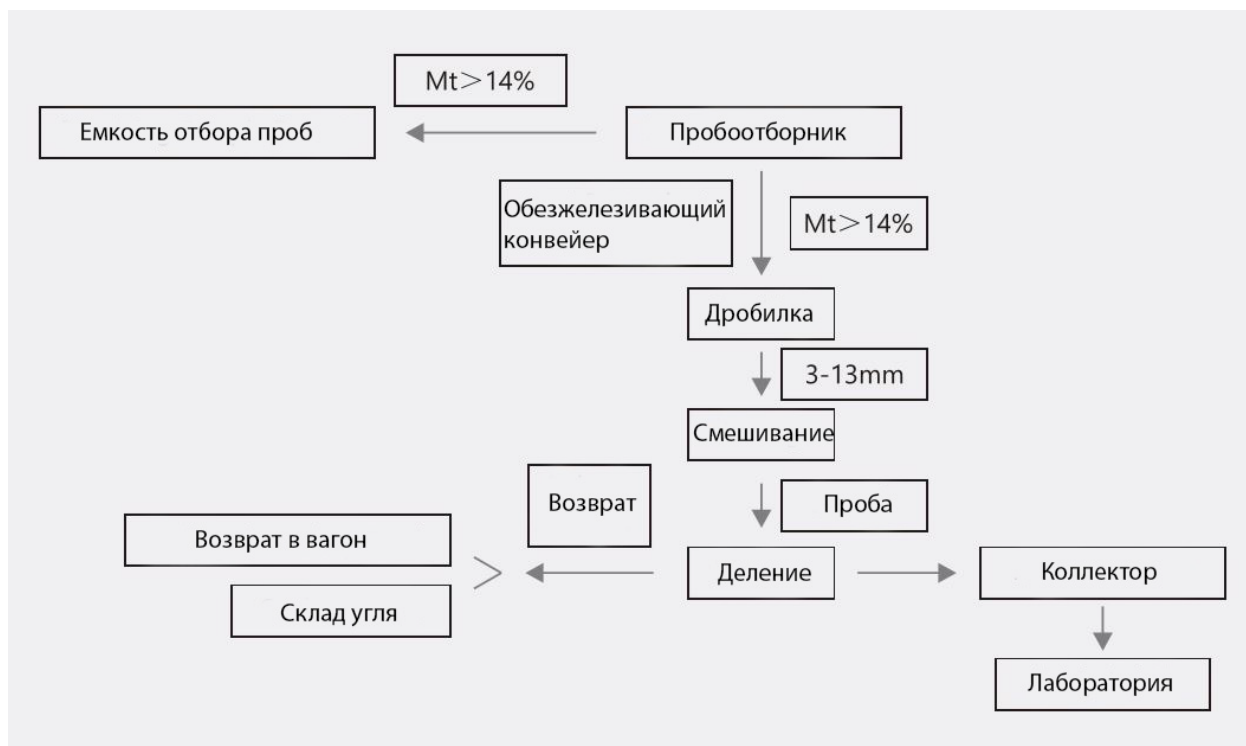 Mt＞14%
Емкость отбора проб
Пробоотборник
Обезжелезивающий
конвейер
Mt＞14%
Дробилка
3-13mm
Смешивание
Возврат
Проба
Возврат в вагон
Деление
Коллектор
Склад угля
Лаборатория